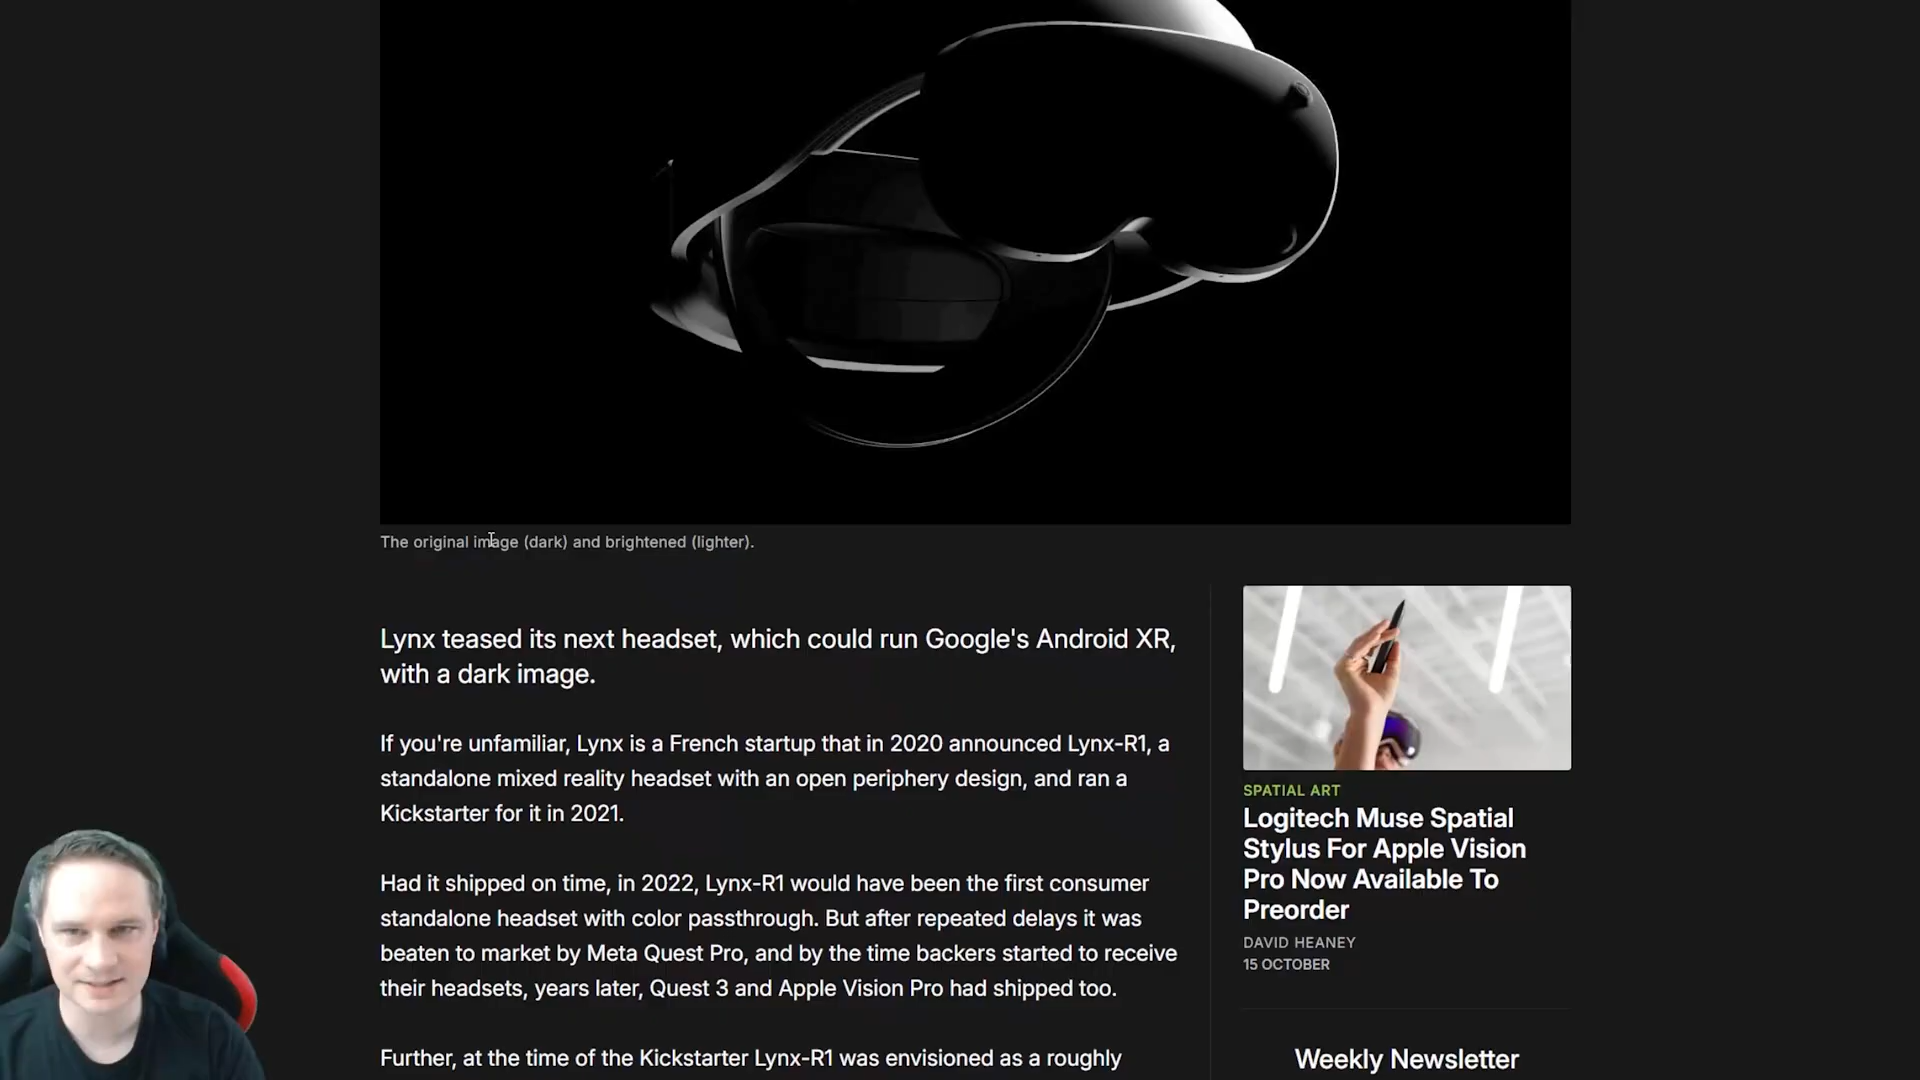 The original image (dark) and brightened (lighter).
Lynx teased its next headset, which could run Google's Android XR,
with a dark image.
If you're unfamiliar, Lynx is a French startup that in 2020 announced Lynx-R1, a
standalone mixed reality headset with an open periphery design, and ran a
Kickstarter for it in 2021.
Had it shipped on time, in 2022, Lynx-R1 would have been the first consumer
standalone headset with color passthrough. But after repeated delays it was
beaten to market by Meta Quest Pro, and by the time backers started to receive
their headsets, years later, Quest 3 and Apple Vision Pro had shipped too.
Further, at the time of the Kickstarter Lynx-R1 was envisioned as a roughly
SPATIAL ART
Logitech Muse Spatial
Stylus For Apple Vision
Pro Now Available To
Preorder
DAVID HEANEY
15 OCTOBER
Weekly Newsletter